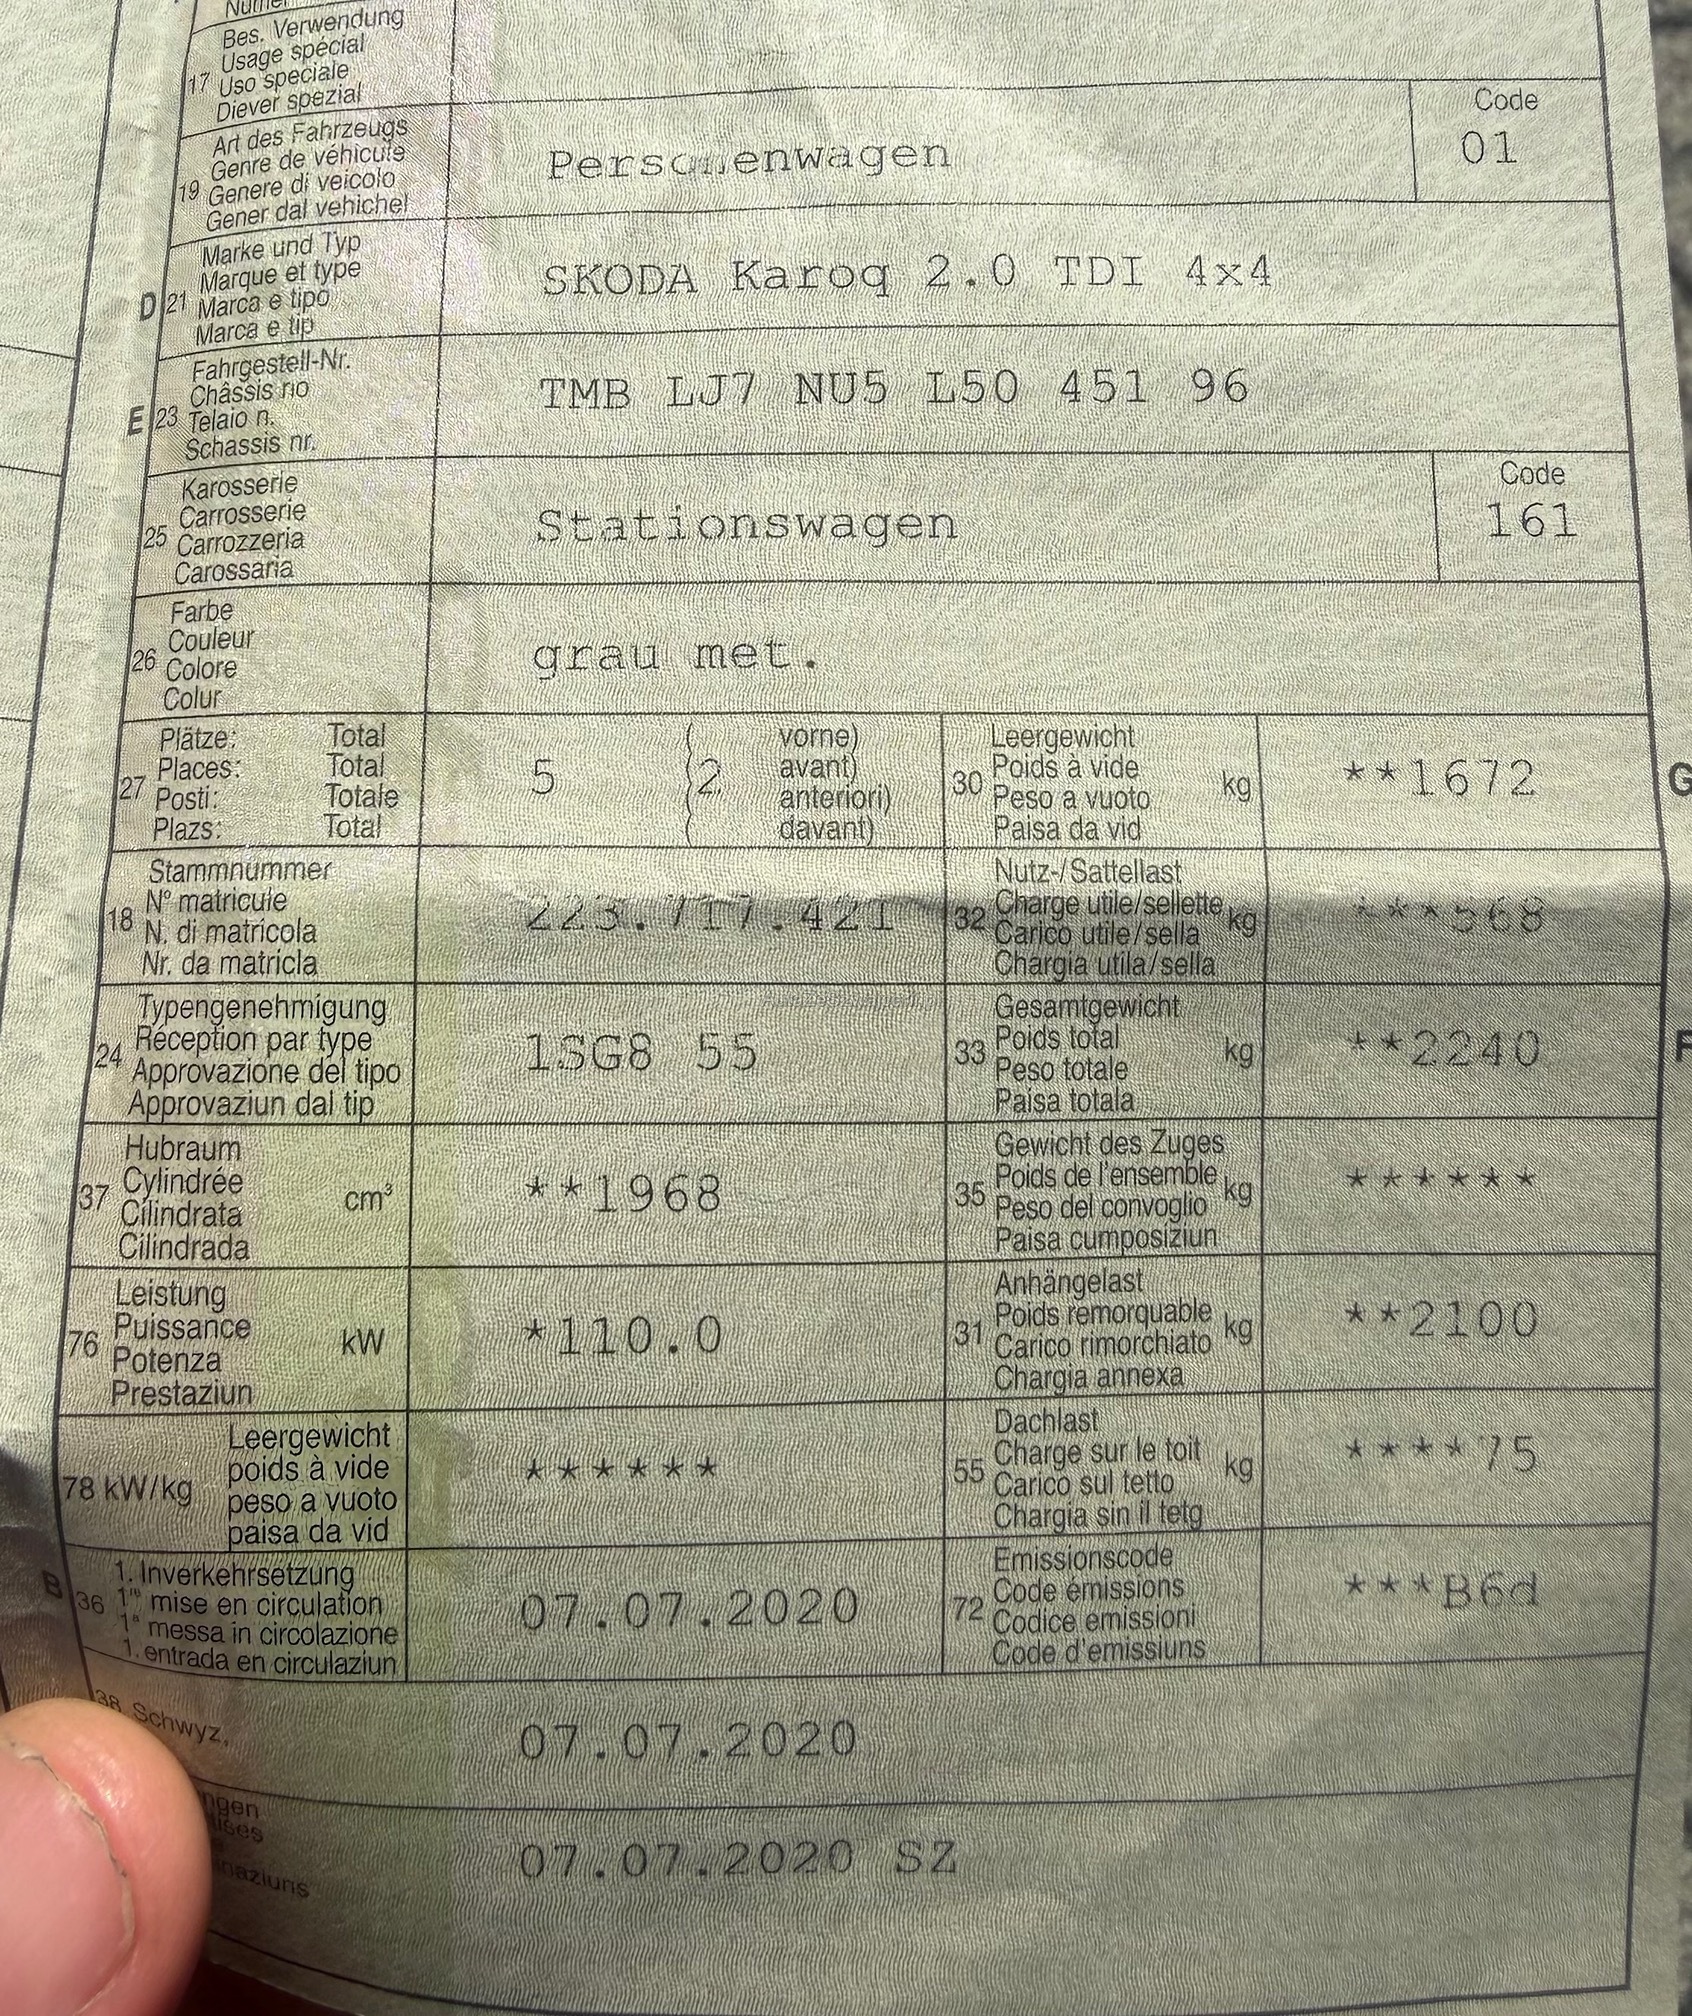 Bes. Verwendung
Usage spécial
17 Uso speciale
Diever spezial
Art des Fahrzeugs
Genre de véhicule
19 Genere di veicolo
Gener dal vehichel
Personenwagen
Code
01
Marke und Typ
Marque et type
D 21 Marca e tipo
Marca e tip
SKODA Karoq 2.0 TDI 4x4
Fahrgestell-Nr.
Châssis no
E 23 Telaio n.
Schassis nr.
TMB LJ7 NU5 L50 451 96
Karosserie
Carrosserie
25 Carrozzeria
Carossaria
Stationswagen
Code
161
Farbe
Couleur
26 Colore
Colur
grau met.
Plätze: Total
Places: Total
27 Posti: Totale
Plazs: Total
5 (2 vorne)
avant)
anteriori)
davant)
Leergewicht
30 Poids à vide
Peso a vuoto kg
Paisa da vid
**1672
G
Stammnummer
18 N° matricule
N. di matricola
Nr. da matricla
223.717.421
Nutz-/Sattellast
32 Charge utile/sellette kg
Carico utile/sella
Chargia utila/sella
***568
Typengenehmigung
24 Réception par type
Approvazione del tipo
Approvaziun dal tip
1SG8 55
Gesamtgewicht
33 Poids total kg
Peso totale
Paisa totala
**2240
F
Hubraum
37 Cylindrée cm³
Cilindrata
Cilindrada
**1968
Gewicht des Zuges
35 Poids de l'ensemble kg
Peso del convoglio
Paisa cumposiziun
******
Leistung
76 Puissance kW
Potenza
Prestaziun
*110.0
Anhängelast
31 Poids remorquable kg
Carico rimorchiato
Chargia annexa
**2100
Leergewicht
78 kW/kg poids à vide
peso a vuoto
paisa da vid
******
Dachlast
55 Charge sur le toit kg
Carico sul tetto
Chargia sin il tetg
****75
B 36 1. Inverkehrsetzung
1re mise en circulation
1a messa in circolazione
1. entrada en circulaziun
07.07.2020
Emissionscode
72 Code émissions
Codice emissioni
Code d'emissiuns
***B6d
38 Schwyz,
07.07.2020
07.07.2020 SZ